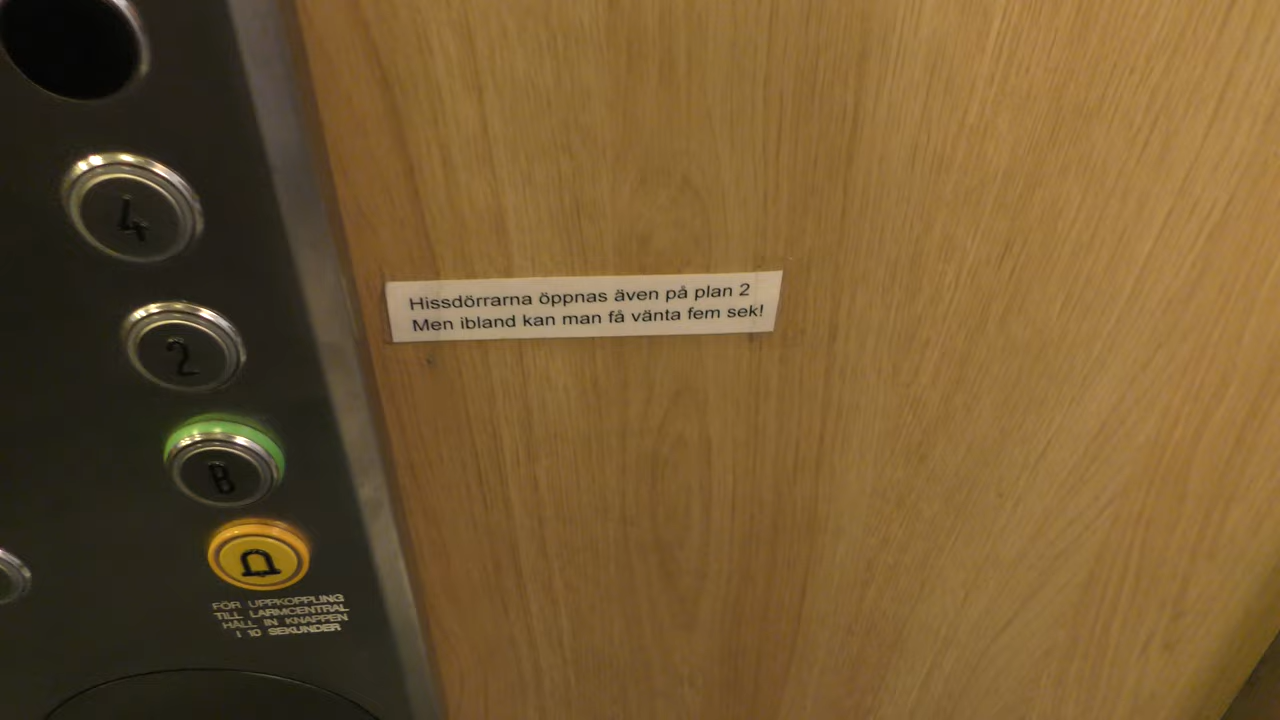 4
2
B
FÖR UPPKOPPLING
TILL LARMCENTRAL
HÅLL IN KNAPPEN
I 10 SEKUNDER
Hissdörrarna öppnas även på plan 2
Men ibland kan man få vänta fem sek!